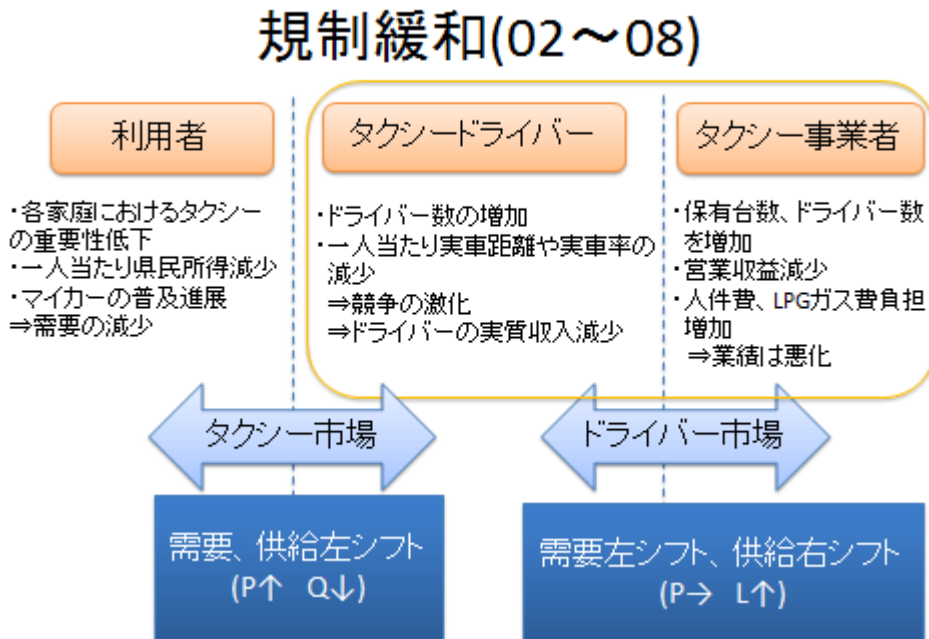 規制緩和(02～08)
利用者
・各家庭におけるタクシー
の重要性低下
・一人当たり県民所得減少
・マイカーの普及進展
⇒需要の減少
タクシードライバー
・ドライバー数の増加
・一人当たり実車距離や実車率の
減少
⇒競争の激化
⇒ドライバーの実質収入減少
タクシー事業者
・保有台数、ドライバー数
を増加
・営業収益減少
・人件費、LPGガス費負担
増加
⇒業績は悪化
タクシー市場
ドライバー市場
需要、供給左シフト
(P↑ Q↓)
需要左シフト、供給右シフト
(P→ L↑)